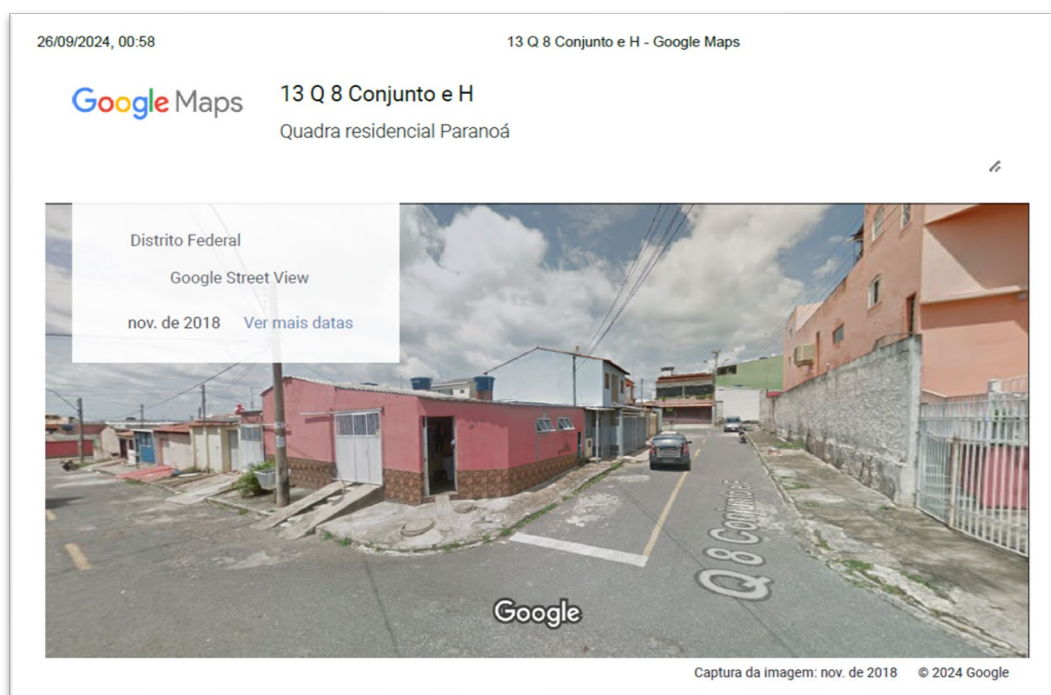 26/09/2024, 00:58 13 Q 8 Conjunto e H - Google Maps
Google Maps 13 Q 8 Conjunto e H
Quadra residencial Paranoá
Distrito Federal
Google Street View
nov. de 2018 Ver mais datas
Q 8 Conjunto
Google
Captura da imagem: nov. de 2018 © 2024 Google